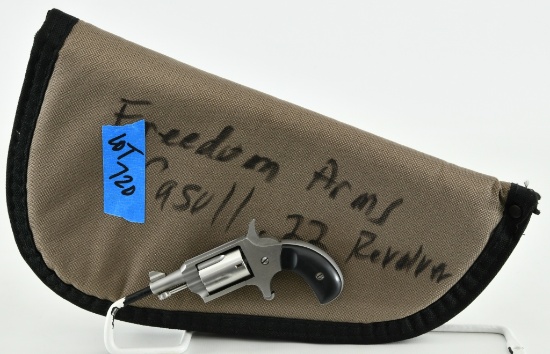 Freedom Arms
LOT
720
Casull .22 Revolver